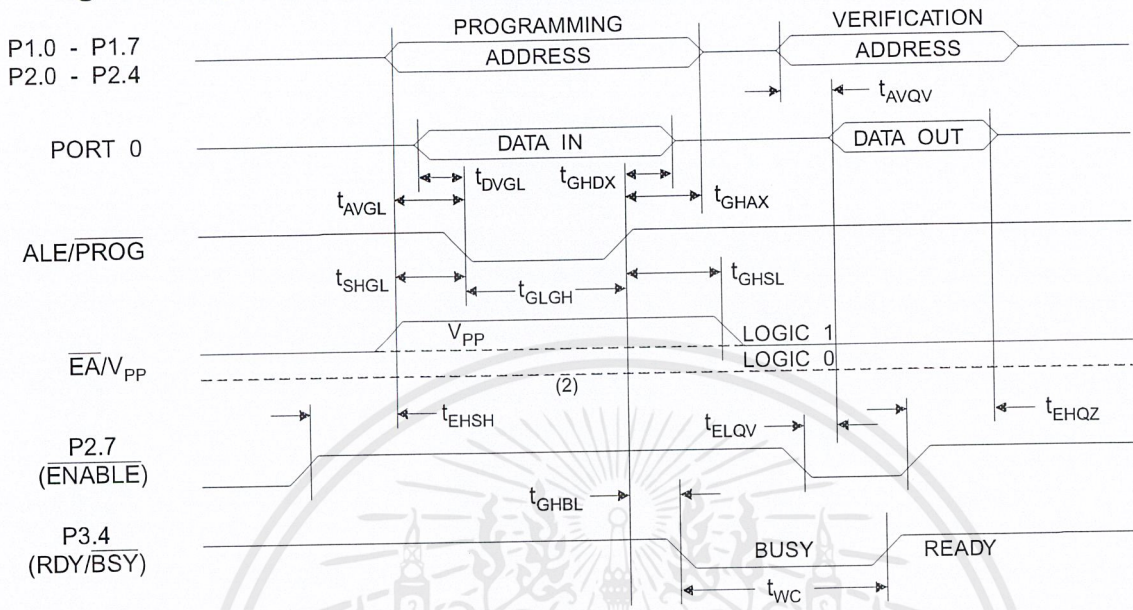 PROGRAMMING
VERIFICATION
P1.0 - P1.7
P2.0 - P2.4
ADDRESS
ADDRESS
tAVQV
PORT 0
DATA IN
DATA OUT
tDVGL
tGHDX
tAVGL
tGHAX
ALE/PROG
tSHGL
tGLGH
tGHSL
VPP
LOGIC 1
EA/VPP
LOGIC 0
(2)
tEHSH
tELQV
tEHQZ
P2.7
(ENABLE)
tGHBL
P3.4
(RDY/BSY)
BUSY
READY
tWC